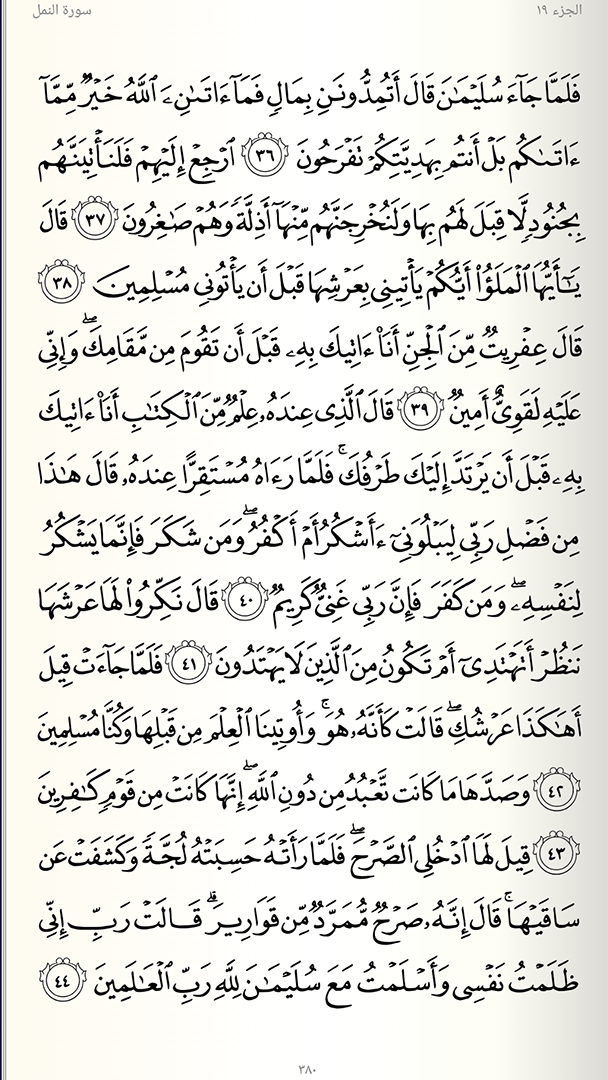 الجزء ١٩
سورة النمل
فَلَمَّا جَآءَ سُلَيْمَٰنَ قَالَ أَتُمِدُّونَنِ بِمَالٍ فَمَآ ءَاتَىٰنِۦَ ٱللَّهُ خَيْرٌ مِّمَّآ
ءَاتَىٰكُم بَلْ أَنتُم بِهَدِيَّتِكُمْ تَفْرَحُونَ ٣٦ ٱرْجِعْ إِلَيْهِمْ فَلَنَأْتِيَنَّهُم
بِجُنُودٍ لَّا قِبَلَ لَهُم بِهَا وَلَنُخْرِجَنَّهُم مِّنْهَآ أَذِلَّةً وَهُمْ صَٰغِرُونَ ٣٧ قَالَ
يَٰٓأَيُّهَا ٱلْمَلَؤُا۟ أَيُّكُمْ يَأْتِينِى بِعَرْشِهَا قَبْلَ أَن يَأْتُونِى مُسْلِمِينَ ٣٨
قَالَ عِفْرِيتٌ مِّنَ ٱلْجِنِّ أَنَا۠ ءَاتِيكَ بِهِۦ قَبْلَ أَن تَقُومَ مِن مَّقَامِكَ ۖ وَإِنِّى
عَلَيْهِ لَقَوِىٌّ أَمِينٌ ٣٩ قَالَ ٱلَّذِى عِندَهُۥ عِلْمٌ مِّنَ ٱلْكِتَٰبِ أَنَا۠ ءَاتِيكَ
بِهِۦ قَبْلَ أَن يَرْتَدَّ إِلَيْكَ طَرْفُكَ ۚ فَلَمَّا رَءَاهُ مُسْتَقِرًّا عِندَهُۥ قَالَ هَٰذَا
مِن فَضْلِ رَبِّى لِيَبْلُوَنِىٓ ءَأَشْكُرُ أَمْ أَكْفُرُ ۖ وَمَن شَكَرَ فَإِنَّمَا يَشْكُرُ
لِنَفْسِهِۦ ۖ وَمَن كَفَرَ فَإِنَّ رَبِّى غَنِىٌّ كَرِيمٌ ٤٠ قَالَ نَكِّرُوا۟ لَهَا عَرْشَهَا
نَنظُرْ أَتَهْتَدِىٓ أَمْ تَكُونُ مِنَ ٱلَّذِينَ لَا يَهْتَدُونَ ٤١ فَلَمَّا جَآءَتْ قِيلَ
أَهَٰكَذَا عَرْشُكِ ۖ قَالَتْ كَأَنَّهُۥ هُوَ ۚ وَأُوتِينَا ٱلْعِلْمَ مِن قَبْلِهَا وَكُنَّا مُسْلِمِينَ
٤٢ وَصَدَّهَا مَا كَانَت تَّعْبُدُ مِن دُونِ ٱللَّهِ ۖ إِنَّهَا كَانَتْ مِن قَوْمٍ كَٰفِرِينَ
٤٣ قِيلَ لَهَا ٱدْخُلِى ٱلصَّرْحَ ۖ فَلَمَّا رَأَتْهُ حَسِبَتْهُ لُجَّةً وَكَشَفَتْ عَن
سَاقَيْهَا ۚ قَالَ إِنَّهُۥ صَرْحٌ مُّمَرَّدٌ مِّن قَوَارِيرَ ۗ قَالَتْ رَبِّ إِنِّى
ظَلَمْتُ نَفْسِى وَأَسْلَمْتُ مَعَ سُلَيْمَٰنَ لِلَّهِ رَبِّ ٱلْعَٰلَمِينَ ٤٤
٣٨٠